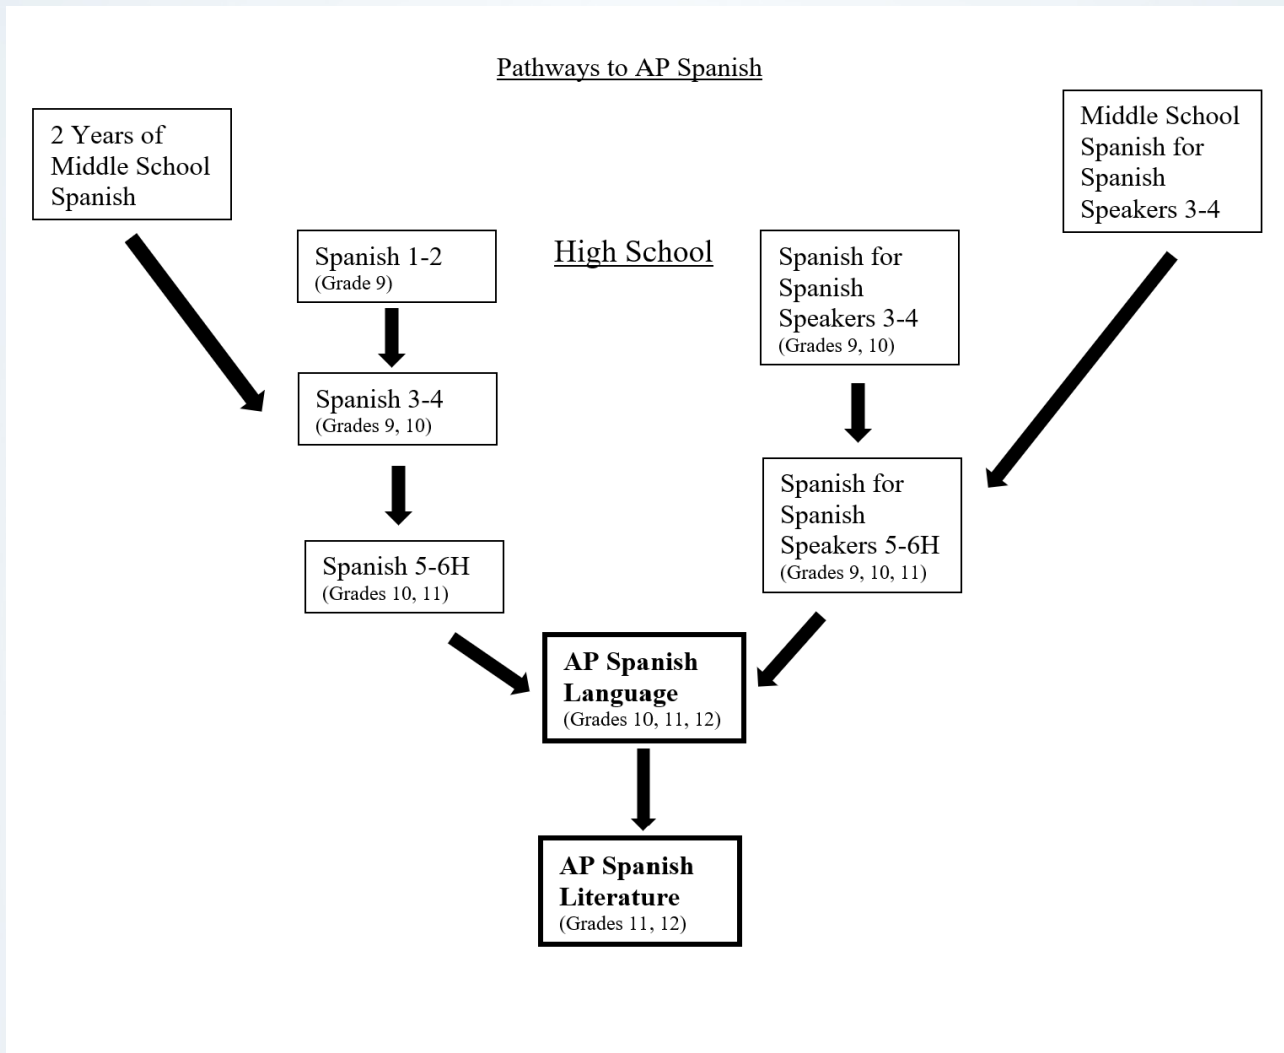 Pathways to AP Spanish
2 Years of
Middle School
Spanish
Middle School
Spanish for
Spanish
Speakers 3-4
High School
Spanish 1-2
(Grade 9)
Spanish 3-4
(Grades 9, 10)
Spanish 5-6H
(Grades 10, 11)
Spanish for
Spanish
Speakers 3-4
(Grades 9, 10)
Spanish for
Spanish
Speakers 5-6H
(Grades 9, 10, 11)
AP Spanish
Language
(Grades 10, 11, 12)
AP Spanish
Literature
(Grades 11, 12)